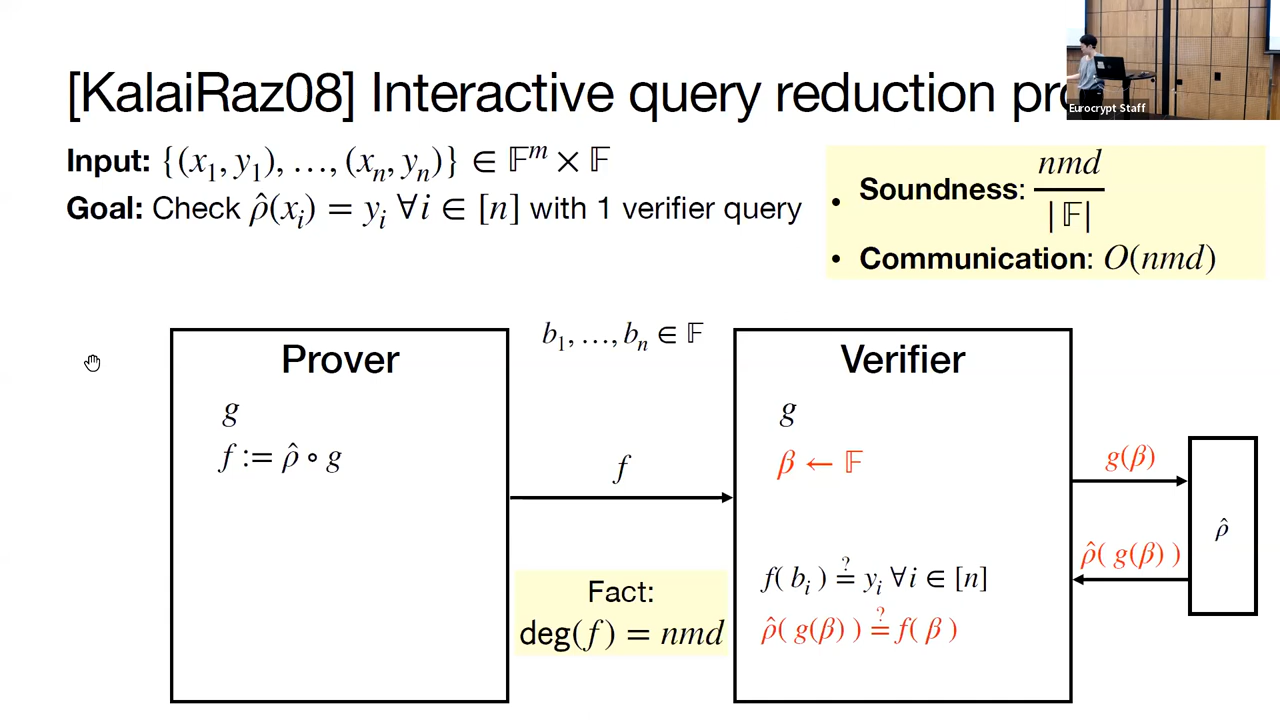 [KalaiRaz08] Interactive query reduction pro
Eurocrypt Staff
Input: {(x₁, y₁), …, (xₙ, yₙ)} ∈ 𝔽ᵐ × 𝔽
Goal: Check ρ̂(xᵢ) = yᵢ ∀i ∈ [n] with 1 verifier query
• Soundness: nmd / |𝔽|
• Communication: O(nmd)
b₁, …, bₙ ∈ 𝔽
Prover
g
f := ρ̂ ∘ g
f
Fact:
deg(f) = nmd
Verifier
g
β ← 𝔽
f( bᵢ ) ≟ yᵢ ∀i ∈ [n]
ρ̂( g(β) ) ≟ f( β )
g(β)
ρ̂( g(β) )
ρ̂